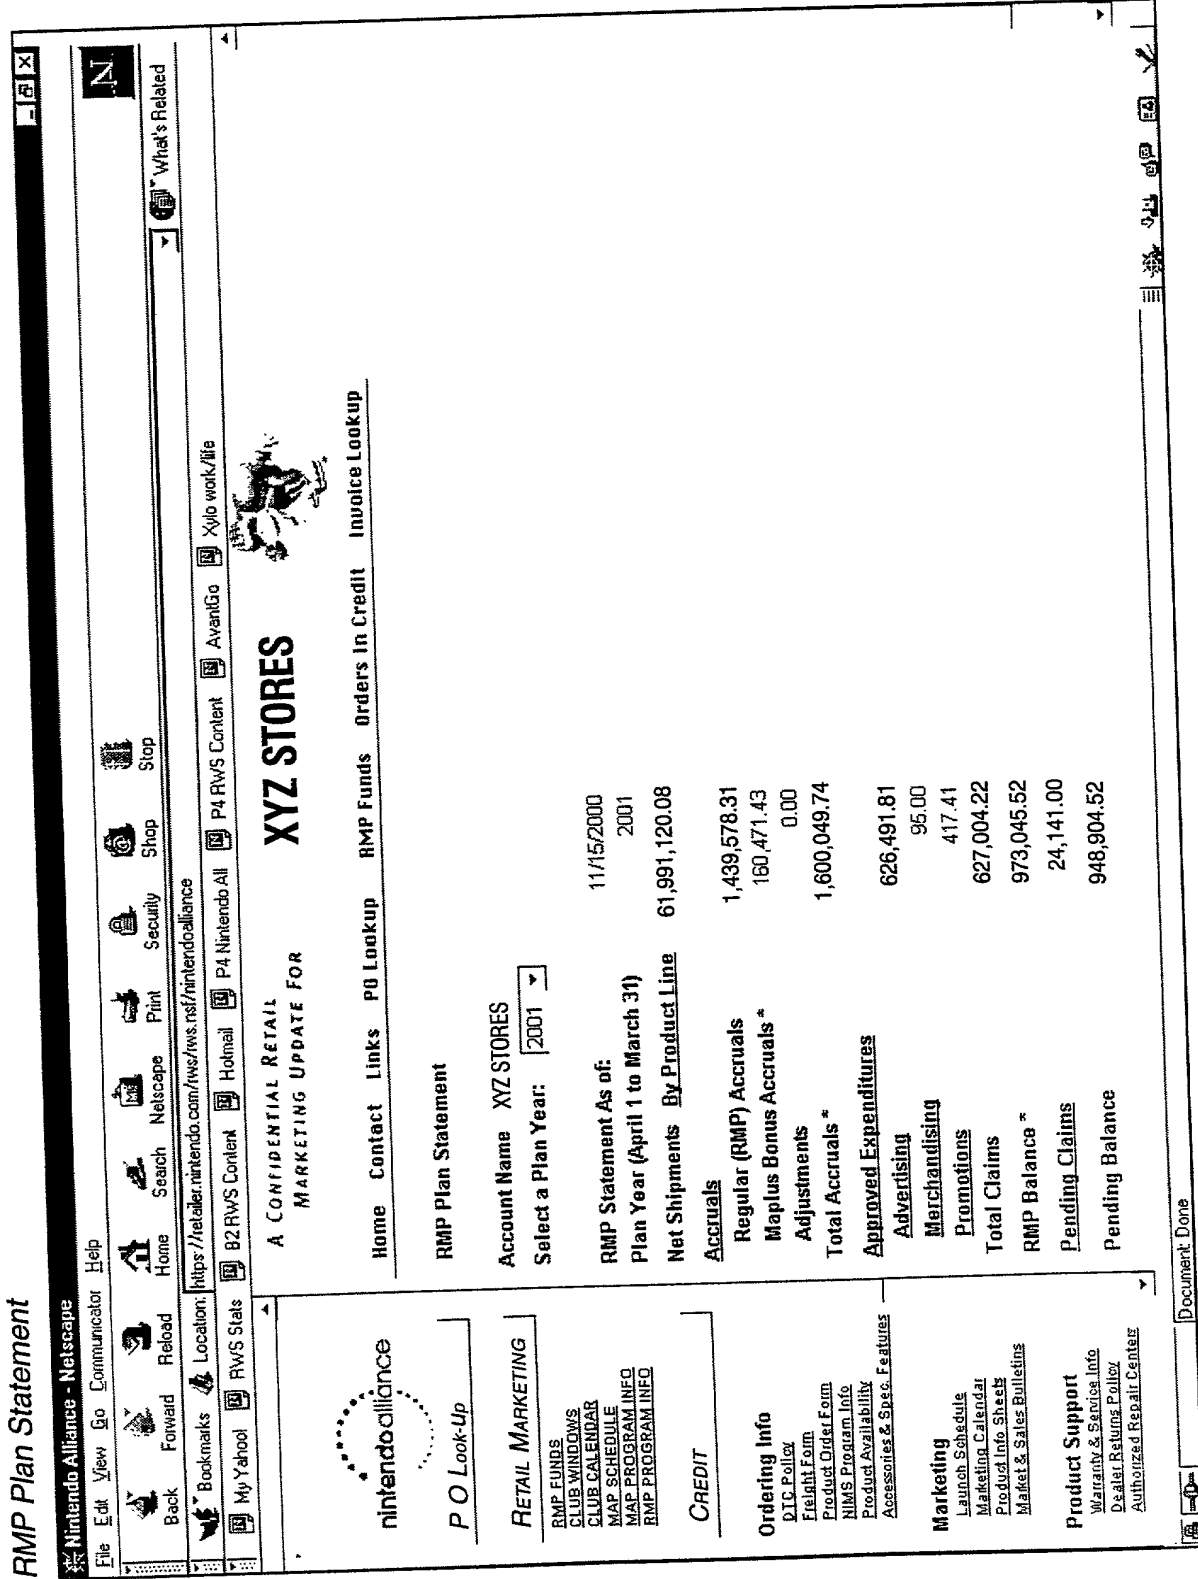 RMP Plan Statement
Nintendo Alliance - Netscape
File Edit View Go Communicator Help
Back Forward Reload Home Search Netscape Print Security Shop Stop
Bookmarks Location: https://retailer.nintendo.com/rws/rws.nsf/nintendoalliance What's Related
My Yahoo! RWS Stats B2 RWS Content Hotmail P4 Nintendo All P4 RWS Content AvantGo Xylo work/life
nintendoalliance
P O Look-Up
RETAIL MARKETING
RMP FUNDS
CLUB WINDOWS
CLUB CALENDAR
MAP SCHEDULE
MAP PROGRAM INFO
RMP PROGRAM INFO
CREDIT
Ordering Info
DTC Policy
Freight Form
Product Order Form
NIMS Program Info
Product Availability
Accessories & Spec. Features
Marketing
Launch Schedule
Marketing Calendar
Product Info Sheets
Market & Sales Bulletins
Product Support
Warranty & Service Info
Dealer Returns Policy
Authorized Repair Centers
A CONFIDENTIAL RETAIL
MARKETING UPDATE FOR
XYZ STORES
Home Contact Links PO Lookup RMP Funds Orders In Credit Invoice Lookup
RMP Plan Statement
Account Name XYZ STORES
Select a Plan Year: 2001
RMP Statement As of: 11/15/2000
Plan Year (April 1 to March 31) 2001
Net Shipments By Product Line 61,991,120.08
Accruals
Regular (RMP) Accruals 1,439,578.31
Maplus Bonus Accruals * 160,471.43
Adjustments 0.00
Total Accruals * 1,600,049.74
Approved Expenditures
Advertising 626,491.81
Merchandising 95.00
Promotions 417.41
Total Claims 627,004.22
RMP Balance * 973,045.52
Pending Claims 24,141.00
Pending Balance 948,904.52
Document: Done